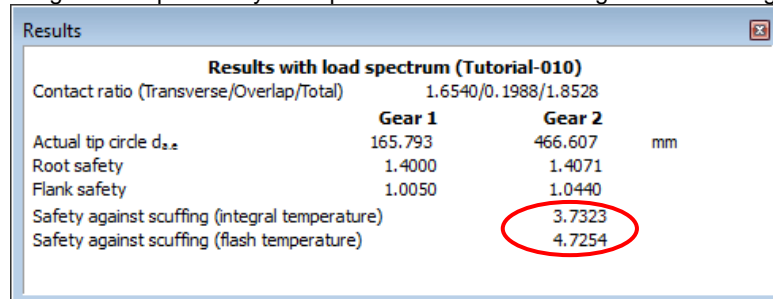 Results
Results with load spectrum (Tutorial-010)
Contact ratio (Transverse/Overlap/Total) 1.6540/0.1988/1.8528
Gear 1 Gear 2
Actual tip circle dₐ.ₑ 165.793 466.607 mm
Root safety 1.4000 1.4071
Flank safety 1.0050 1.0440
Safety against scuffing (integral temperature) 3.7323
Safety against scuffing (flash temperature) 4.7254